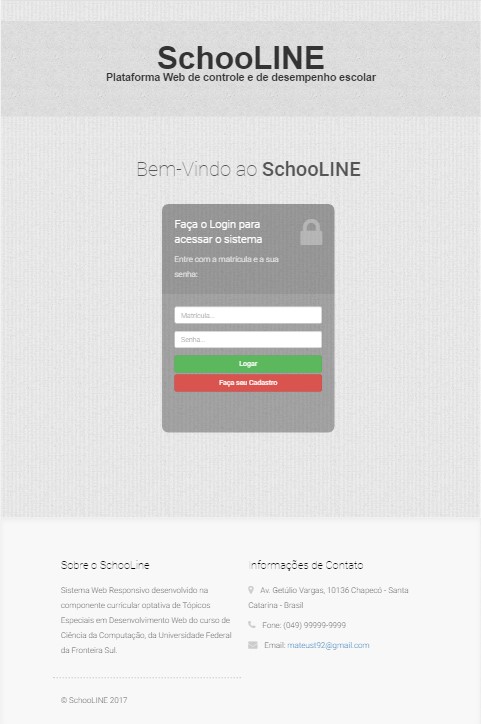 SchooLINE
Plataforma Web de controle e de desempenho escolar
Bem-Vindo ao SchooLINE
Faça o Login para
acessar o sistema
Entre com a matrícula e a sua
senha:
Matrícula...
Senha...
Logar
Faça seu Cadastro
Sobre o SchooLine
Sistema Web Responsivo desenvolvido na
componente curricular optativa de Tópicos
Especiais em Desenvolvimento Web do curso de
Ciência da Computação, da Universidade Federal
da Fronteira Sul.
Informações de Contato
Av. Getúlio Vargas, 10136 Chapecó - Santa
Catarina - Brasil
Fone: (049) 99999-9999
Email: mateust92@gmail.com
© SchooLINE 2017